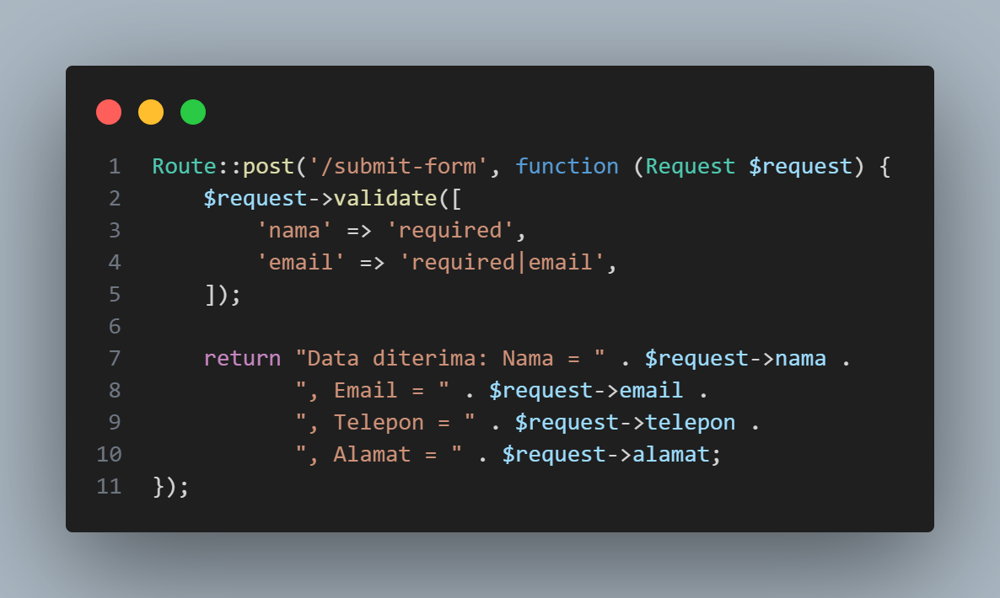 1 Route::post('/submit-form', function (Request $request) {
2     $request->validate([
3         'nama' => 'required',
4         'email' => 'required|email',
5     ]);
6
7     return "Data diterima: Nama = " . $request->nama .
8            ", Email = " . $request->email .
9            ", Telepon = " . $request->telepon .
10            ", Alamat = " . $request->alamat;
11 });